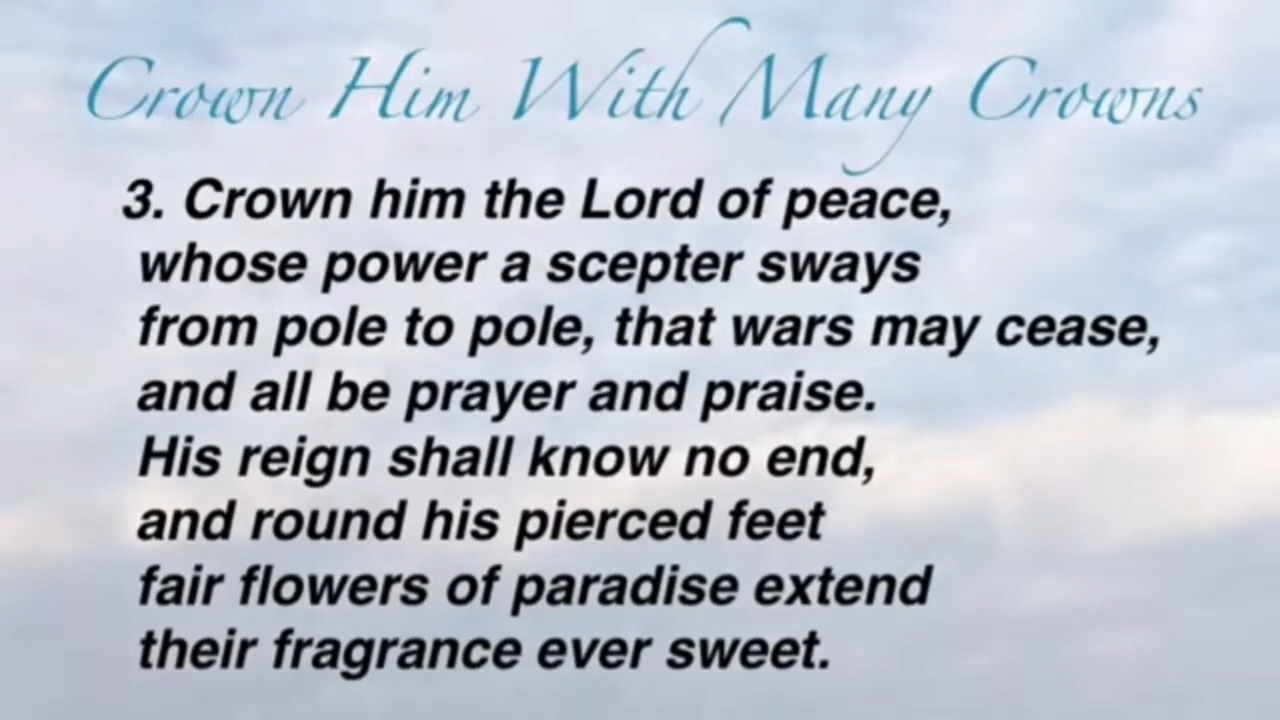 Crown Him With Many Crowns
3. Crown him the Lord of peace,
whose power a scepter sways
from pole to pole, that wars may cease,
and all be prayer and praise.
His reign shall know no end,
and round his pierced feet
fair flowers of paradise extend
their fragrance ever sweet.